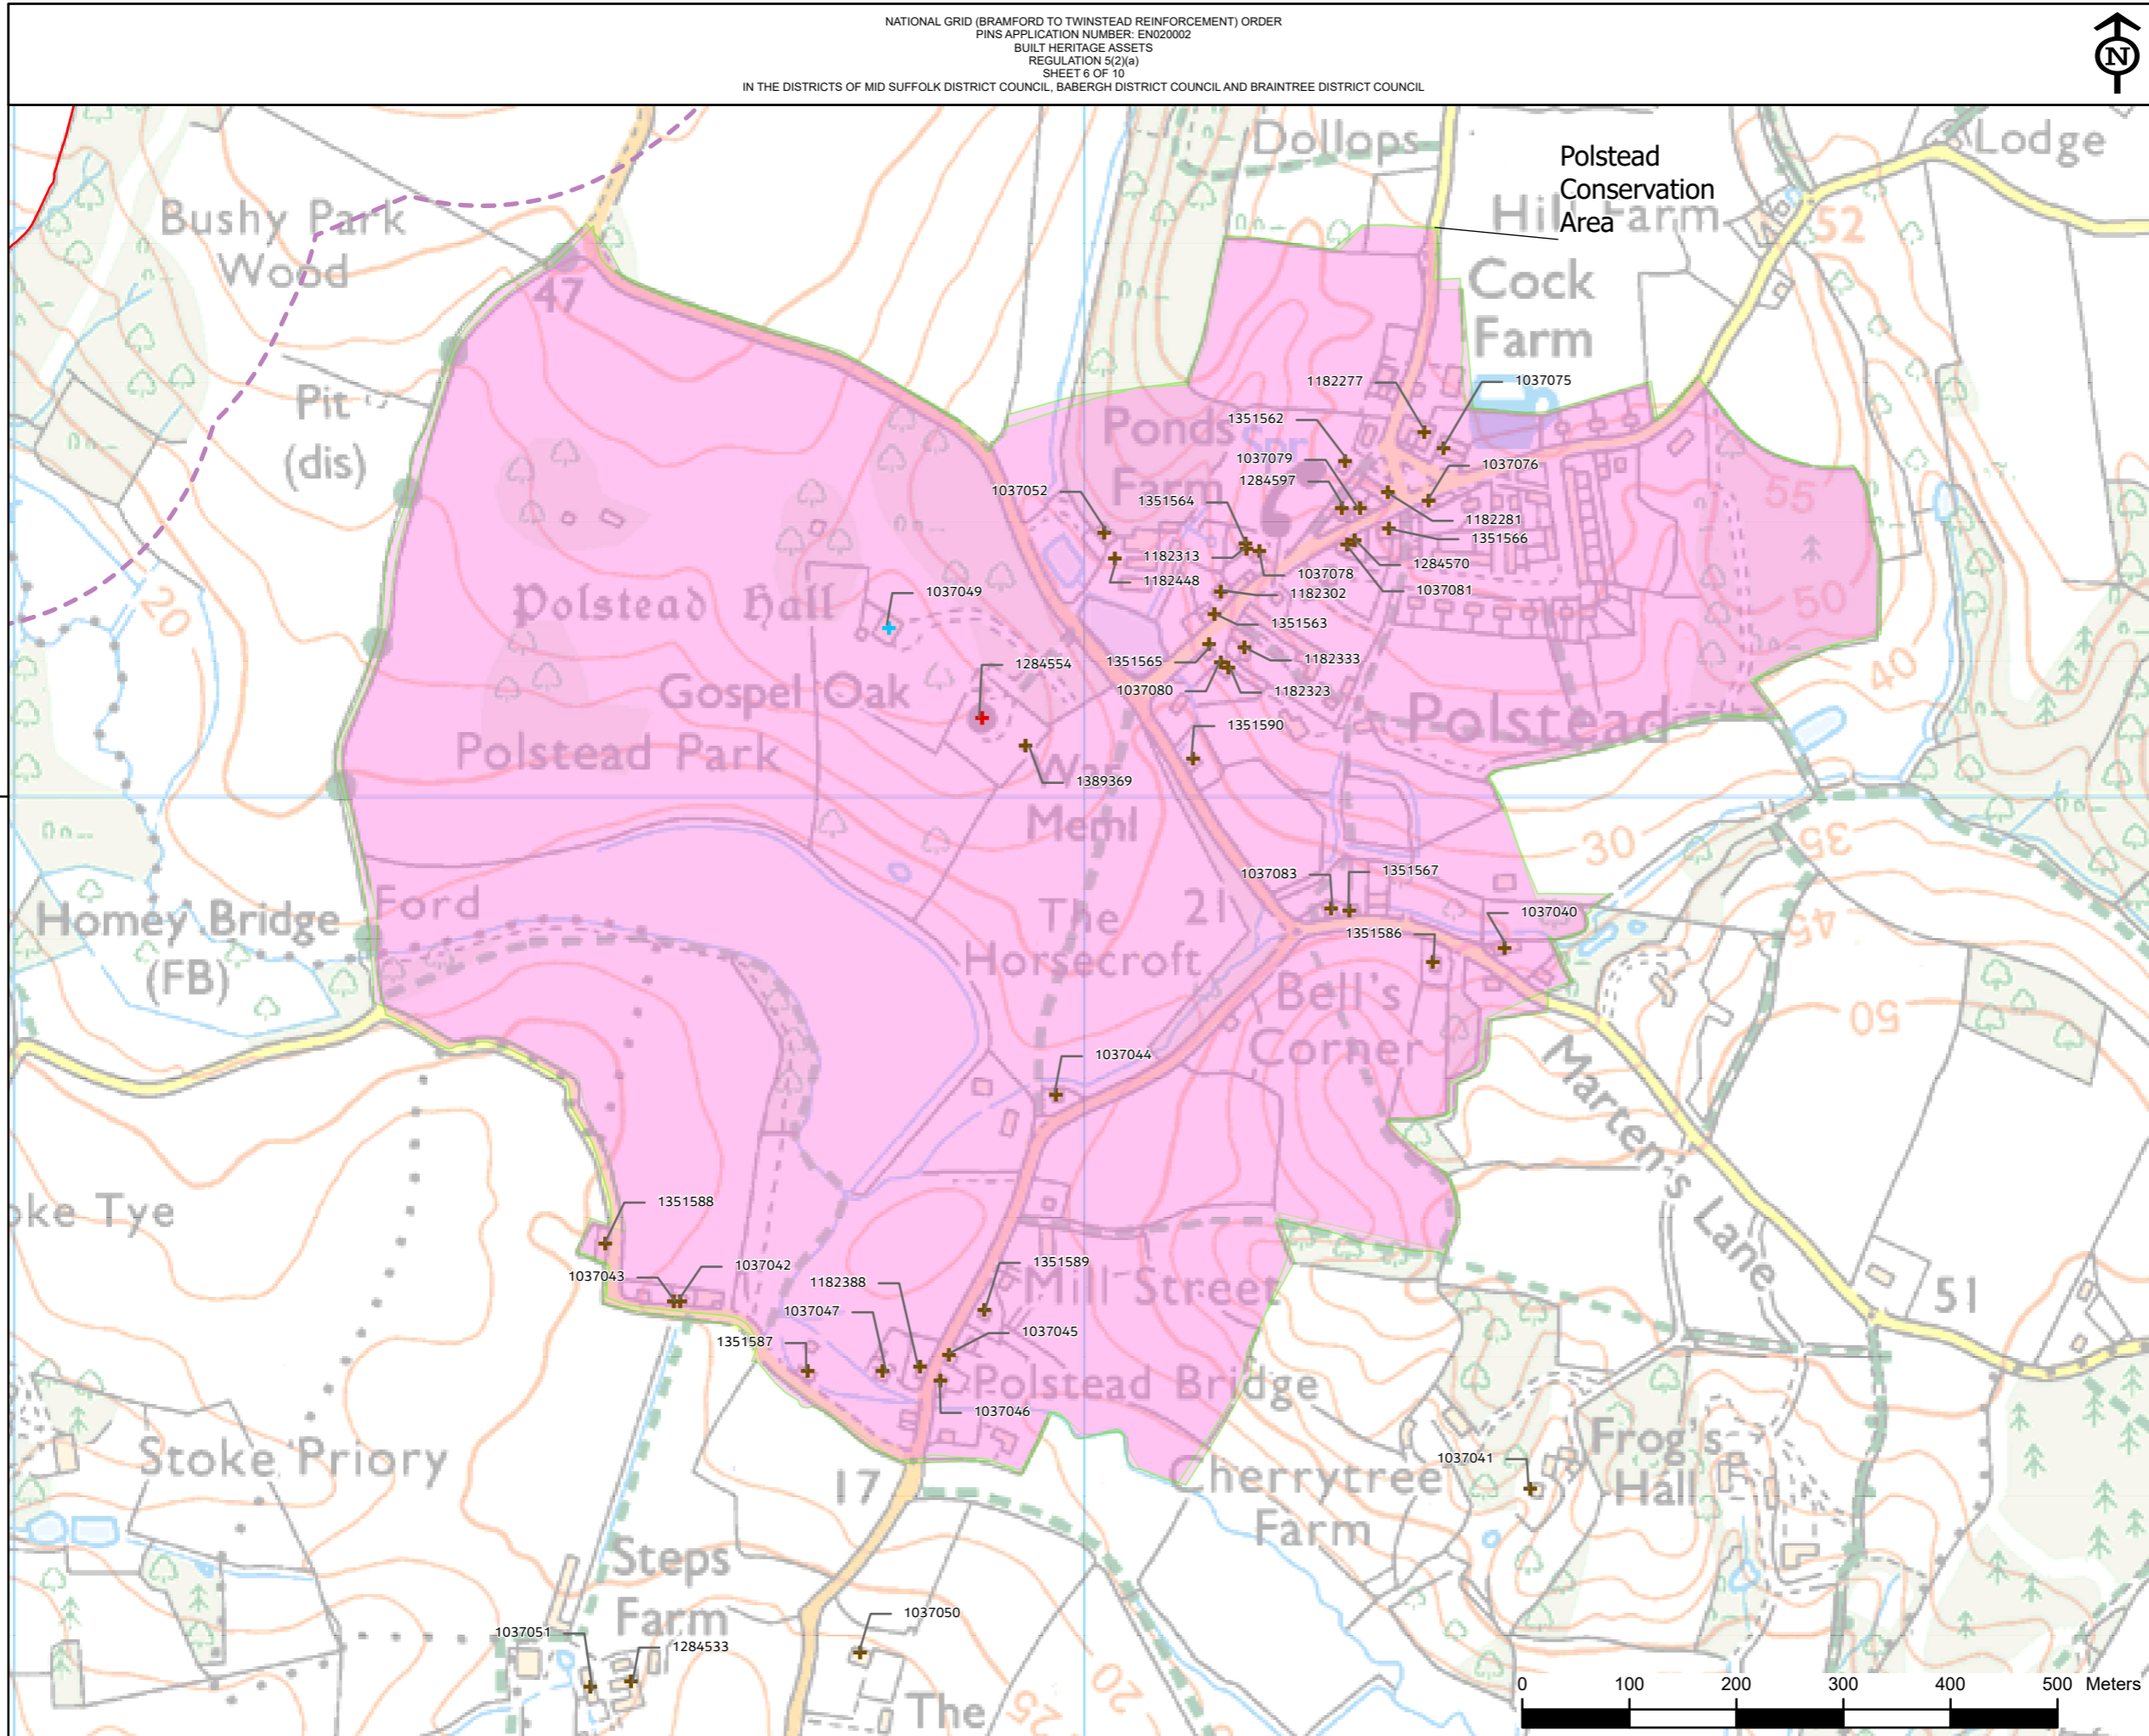 NATIONAL GRID (BRAMFORD TO TWINSTEAD REINFORCEMENT) ORDER
PINS APPLICATION NUMBER: EN020002
BUILT HERITAGE ASSETS
REGULATION 5(2)(a)
SHEET 6 OF 10
IN THE DISTRICTS OF MID SUFFOLK DISTRICT COUNCIL, BABERGH DISTRICT COUNCIL AND BRAINTREE DISTRICT COUNCIL
N
Dollops
Lodge
Polstead
Conservation
Area
Bushy Park
Wood
Hill Farm
52
47
Cock
Farm
Pit
(dis)
1182277
1037075
1351562
Ponds
Farm
Spr
1037079
1037076
1284597
1037052
1351564
55
1182281
1351566
1182313
1037078
1284570
1182448
1182302
1037081
50
20
Polstead Hall
1037049
1351563
1351565
1182333
40
1284554
1037080
1182323
Gospel Oak
Polstead
Polstead Park
1351590
1389369
War
Meml
30
35
1037083
1351567
Ford
21
1037040
Homey Bridge
(FB)
The
Horsecroft
1351586
45
Bell's
Corner
50
1037044
Marten's Lane
oke Tye
1351588
1351589
1037043
1037042
1182388
Mill Street
51
1037047
1037045
1351587
Polstead Bridge
1037046
Stoke Priory
17
Cherrytree
Farm
1037041
Frog's
Hall
Steps
Farm
1037050
1037051
1284533
The
25
20
0 100 200 300 400 500 Meters